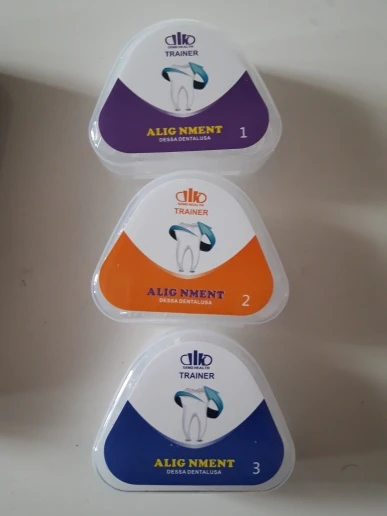 TRAINER
ALIG NMENT
DESSA DENTALUSA
1
TRAINER
ALIG NMENT
DESSA DENTALUSA
2
TRAINER
ALIG NMENT
DESSA DENTALUSA
3